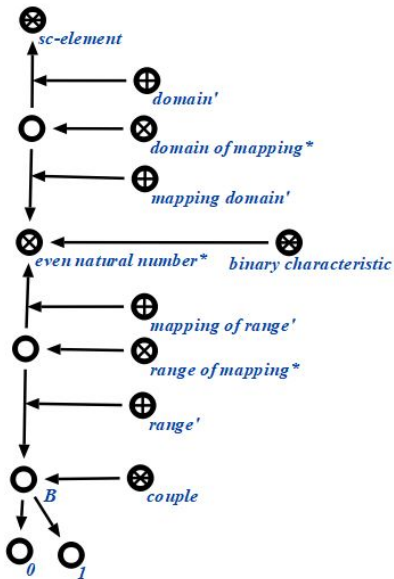 sc-element
domain'
domain of mapping*
mapping domain'
even natural number*
binary characteristic
mapping of range'
range of mapping*
range'
B
couple
0
1